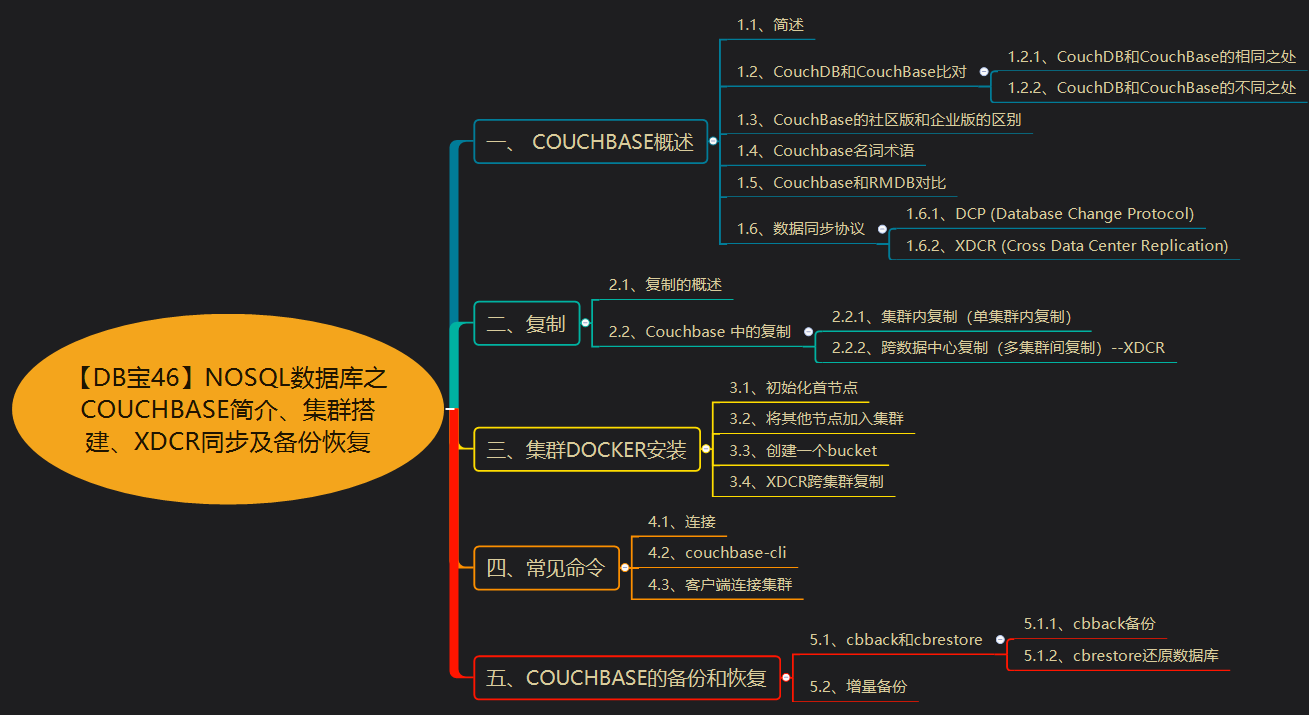 【DB宝46】NOSQL数据库之
COUCHBASE简介、集群搭
建、XDCR同步及备份恢复
一、 COUCHBASE概述
1.1、简述
1.2、CouchDB和CouchBase比对
1.2.1、CouchDB和CouchBase的相同之处
1.2.2、CouchDB和CouchBase的不同之处
1.3、CouchBase的社区版和企业版的区别
1.4、Couchbase名词术语
1.5、Couchbase和RMDB对比
1.6、数据同步协议
1.6.1、DCP (Database Change Protocol)
1.6.2、XDCR (Cross Data Center Replication)
二、复制
2.1、复制的概述
2.2、Couchbase 中的复制
2.2.1、集群内复制（单集群内复制）
2.2.2、跨数据中心复制（多集群间复制）--XDCR
三、集群DOCKER安装
3.1、初始化首节点
3.2、将其他节点加入集群
3.3、创建一个bucket
3.4、XDCR跨集群复制
四、常见命令
4.1、连接
4.2、couchbase-cli
4.3、客户端连接集群
五、COUCHBASE的备份和恢复
5.1、cbback和cbrestore
5.1.1、cbback备份
5.1.2、cbrestore还原数据库
5.2、增量备份